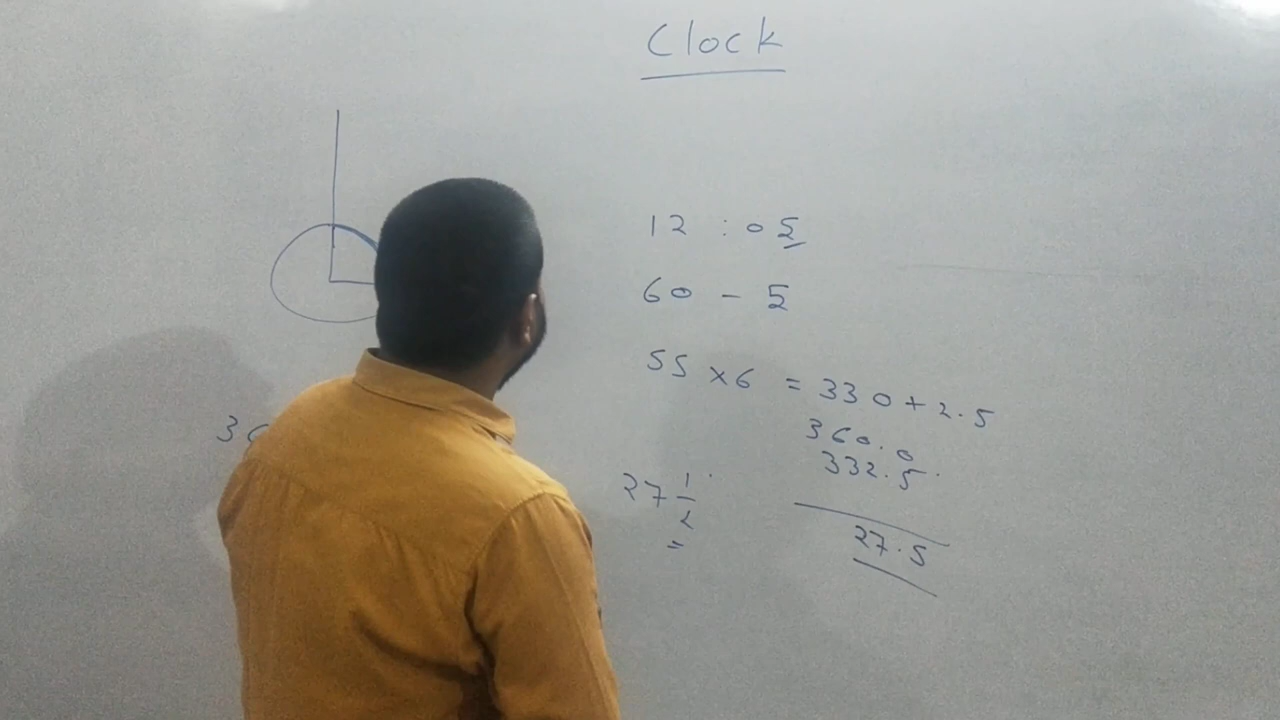 Clock
12 : 05
60 - 5
55 × 6 = 330 + 2.5
360.0
332.5
27.5
27 1/2
=